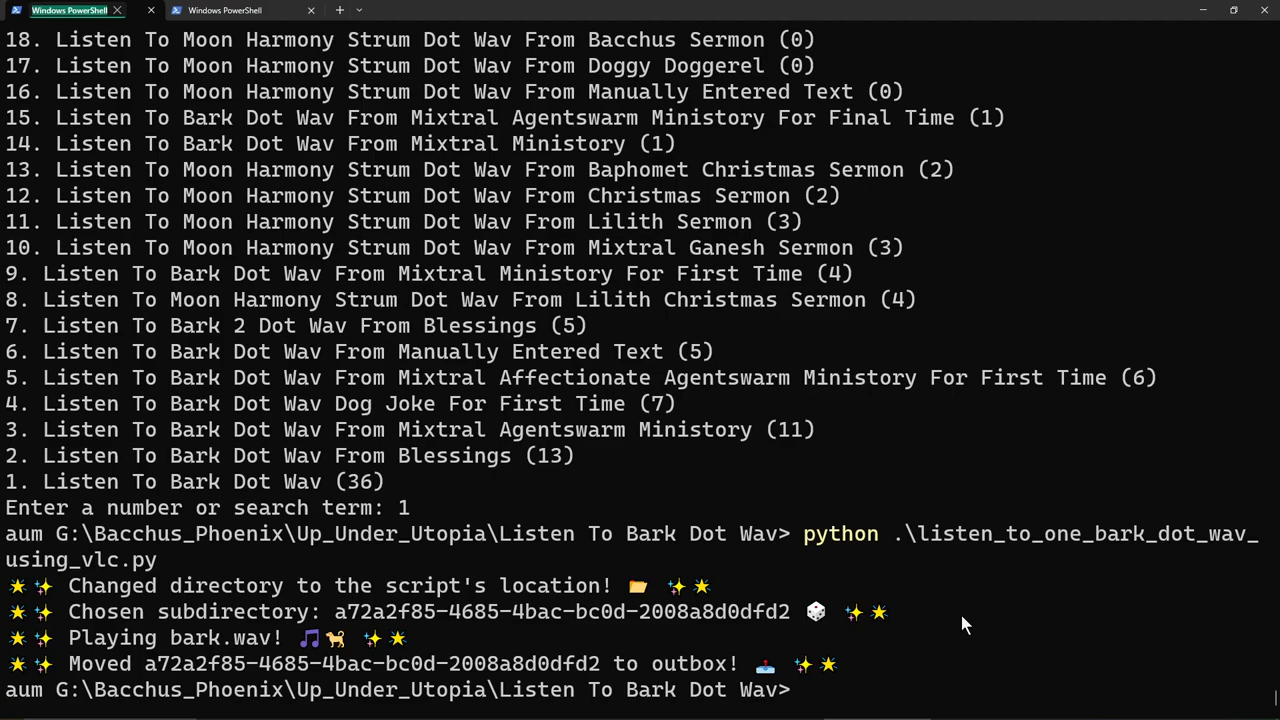 Windows PowerShell
Windows PowerShell
18. Listen To Moon Harmony Strum Dot Wav From Bacchus Sermon (0)
17. Listen To Moon Harmony Strum Dot Wav From Doggy Doggerel (0)
16. Listen To Moon Harmony Strum Dot Wav From Manually Entered Text (0)
15. Listen To Bark Dot Wav From Mixtral Agentswarm Ministory For Final Time (1)
14. Listen To Bark Dot Wav From Mixtral Ministory (1)
13. Listen To Moon Harmony Strum Dot Wav From Baphomet Christmas Sermon (2)
12. Listen To Moon Harmony Strum Dot Wav From Christmas Sermon (2)
11. Listen To Moon Harmony Strum Dot Wav From Lilith Sermon (3)
10. Listen To Moon Harmony Strum Dot Wav From Mixtral Ganesh Sermon (3)
9. Listen To Bark Dot Wav From Mixtral Ministory For First Time (4)
8. Listen To Moon Harmony Strum Dot Wav From Lilith Christmas Sermon (4)
7. Listen To Bark 2 Dot Wav From Blessings (5)
6. Listen To Bark Dot Wav From Manually Entered Text (5)
5. Listen To Bark Dot Wav From Mixtral Affectionate Agentswarm Ministory For First Time (6)
4. Listen To Bark Dot Wav Dog Joke For First Time (7)
3. Listen To Bark Dot Wav From Mixtral Agentswarm Ministory (11)
2. Listen To Bark Dot Wav From Blessings (13)
1. Listen To Bark Dot Wav (36)
Enter a number or search term: 1
aum G:\Bacchus_Phoenix\Up_Under_Utopia\Listen To Bark Dot Wav> python .\listen_to_one_bark_dot_wav_
using_vlc.py
🌟✨ Changed directory to the script's location! 📂 ✨🌟
🌟✨ Chosen subdirectory: a72a2f85-4685-4bac-bc0d-2008a8d0dfd2 🎲 ✨🌟
🌟✨ Playing bark.wav! 🎵🐕 ✨🌟
🌟✨ Moved a72a2f85-4685-4bac-bc0d-2008a8d0dfd2 to outbox! 📤 ✨🌟
aum G:\Bacchus_Phoenix\Up_Under_Utopia\Listen To Bark Dot Wav>